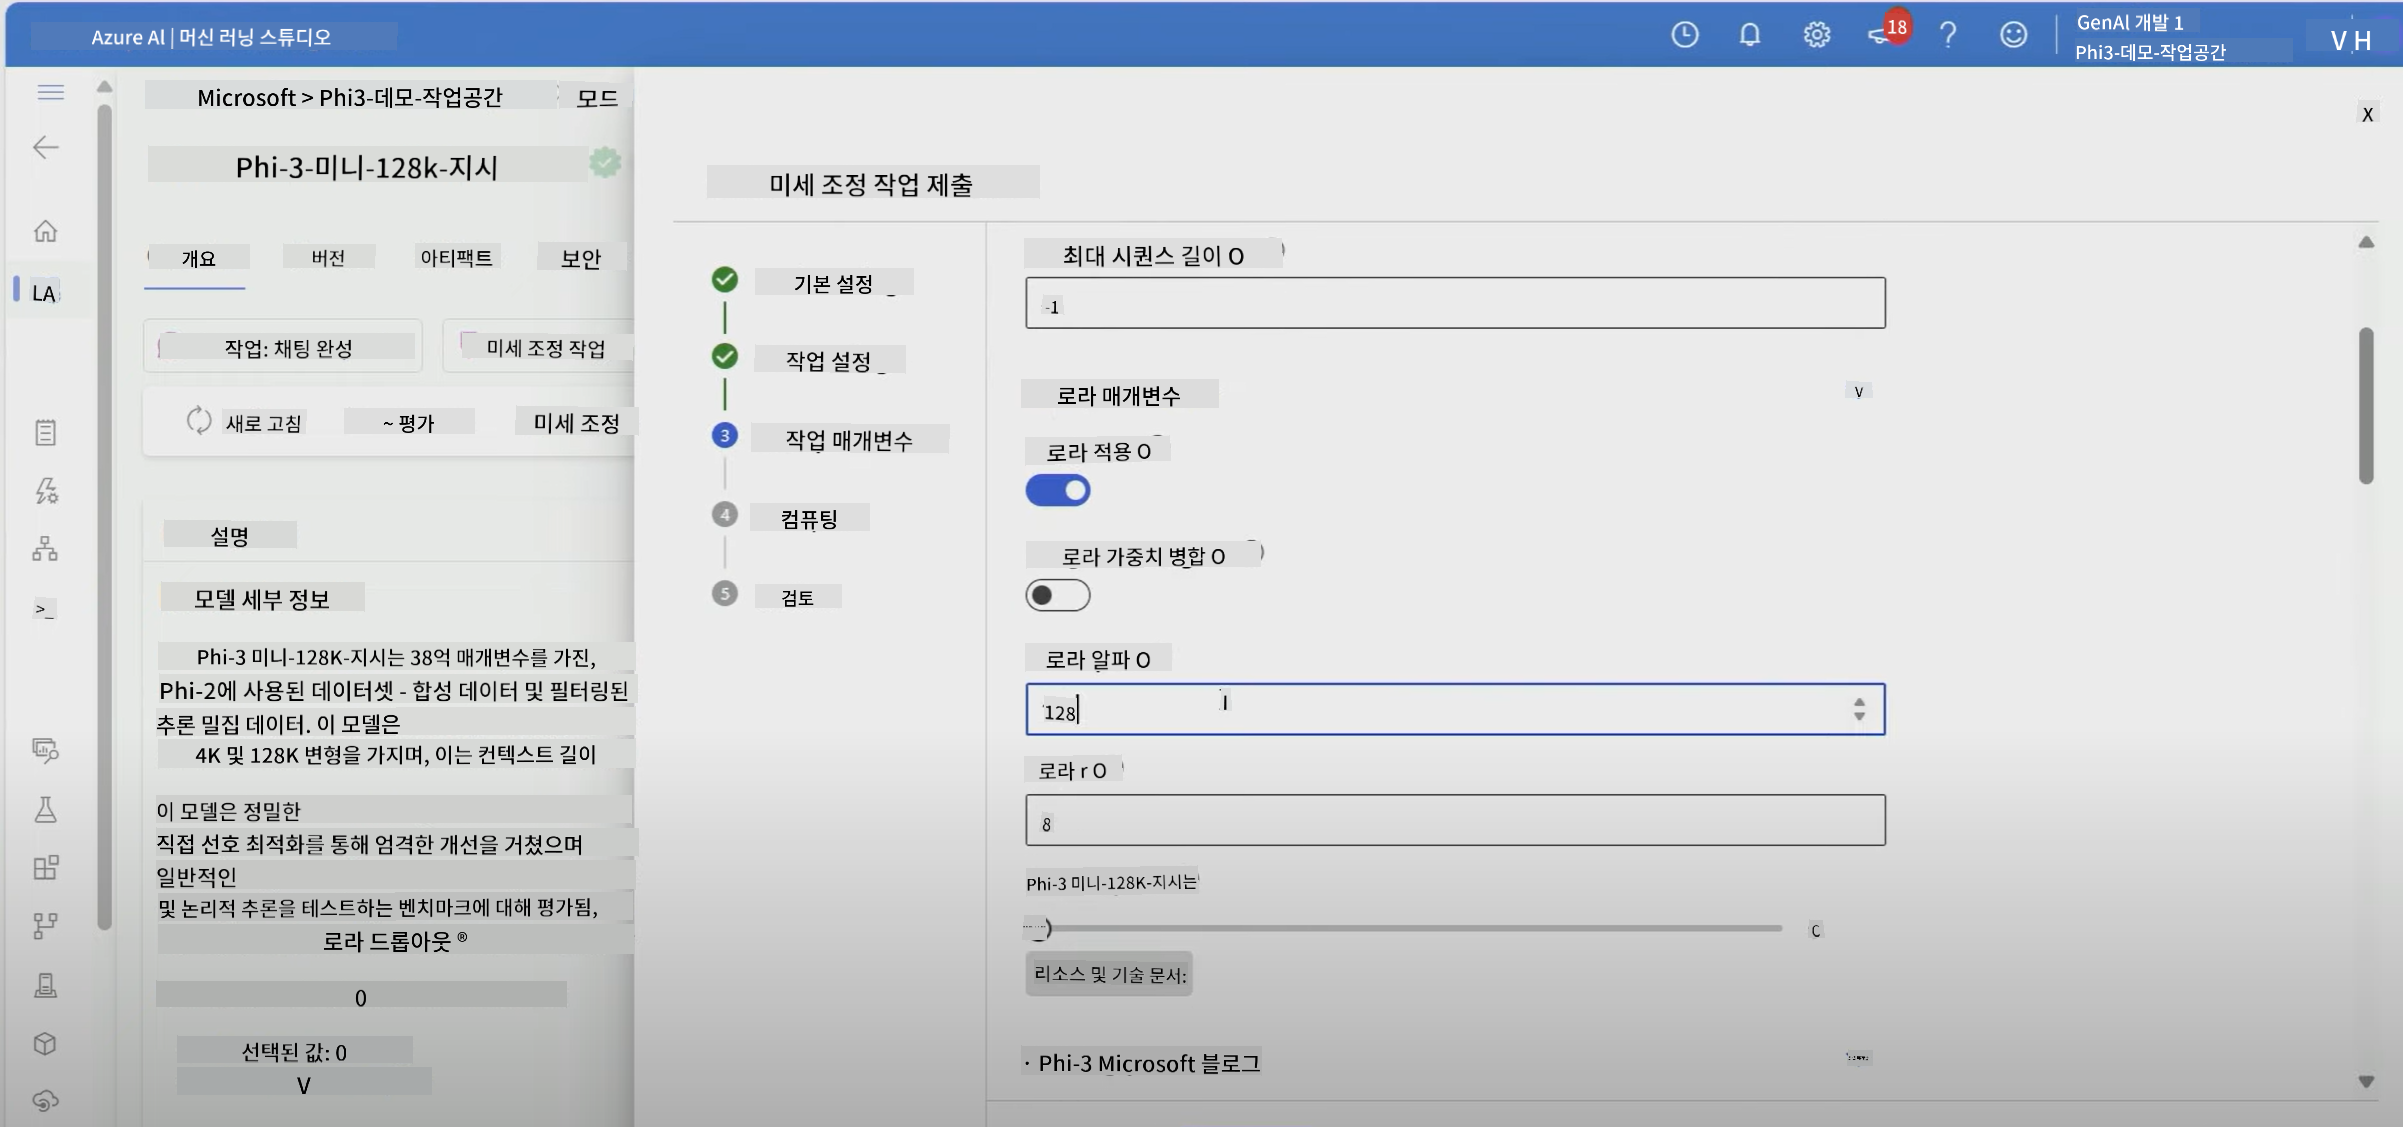 Azure AI | 머신 러닝 스튜디오
18
?
GenAI 개발 1
Phi3-데모-작업공간
V H
Microsoft > Phi3-데모-작업공간
모드
X
Phi-3-미니-128k-지시
개요
버전
아티팩트
보안
LA
작업: 채팅 완성
미세 조정 작업
새로 고침
~ 평가
미세 조정
설명
모델 세부 정보
>_
Phi-3 미니-128K-지시는 38억 매개변수를 가진,
Phi-2에 사용된 데이터셋 - 합성 데이터 및 필터링된
추론 밀집 데이터. 이 모델은
4K 및 128K 변형을 가지며, 이는 컨텍스트 길이
이 모델은 정밀한
직접 선호 최적화를 통해 엄격한 개선을 거쳤으며
일반적인
및 논리적 추론을 테스트하는 벤치마크에 대해 평가됨,
로라 드롭아웃 ®
0
선택된 값: 0
V
미세 조정 작업 제출
기본 설정
작업 설정
3 작업 매개변수
4 컴퓨팅
5 검토
최대 시퀀스 길이 O
-1
로라 매개변수
V
로라 적용 O
로라 가중치 병합 O
로라 알파 O
128
로라 r O
8
Phi-3 미니-128K-지시는
C
리소스 및 기술 문서:
· Phi-3 Microsoft 블로그